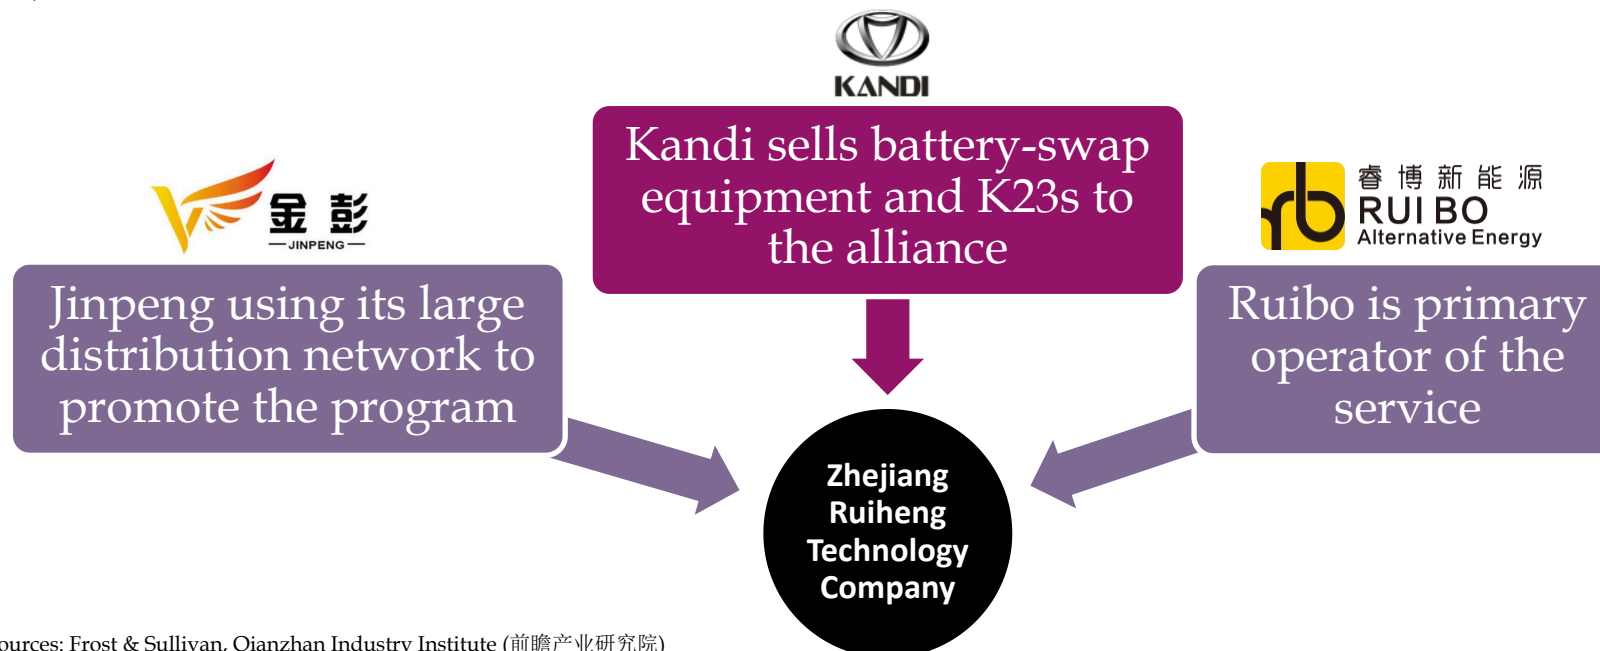 KANDI
Kandi sells battery-swap
equipment and K23s to
the alliance
金彭
JINPENG
Jinpeng using its large
distribution network to
promote the program
rb
睿博新能源
RUI BO
Alternative Energy
Ruibo is primary
operator of the
service
Zhejiang
Ruiheng
Technology
Company
ources: Frost & Sullivan, Qianzhan Industry Institute (前瞻产业研究院)